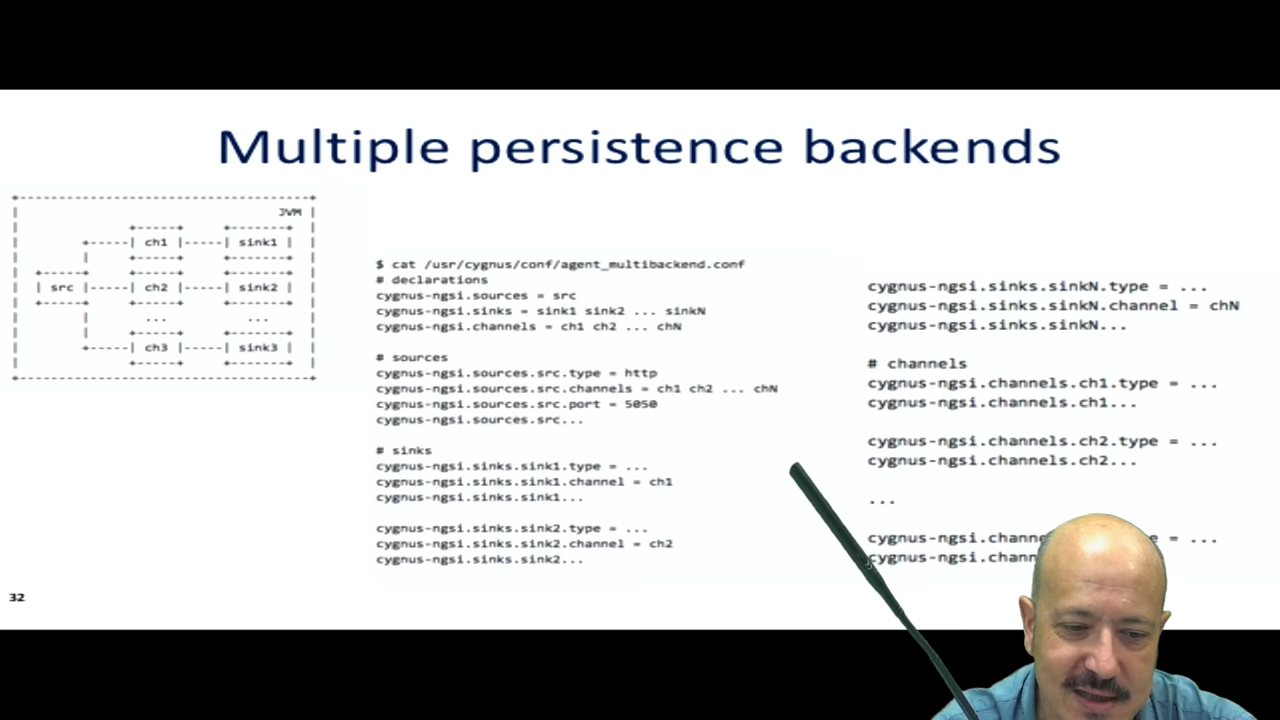 Multiple persistence backends
JVM
ch1
sink1
src
ch2
sink2
...
...
ch3
sink3
$ cat /usr/cygnus/conf/agent_multibackend.conf
# declarations
cygnus-ngsi.sources = src
cygnus-ngsi.sinks = sink1 sink2 ... sinkN
cygnus-ngsi.channels = ch1 ch2 ... chN
# sources
cygnus-ngsi.sources.src.type = http
cygnus-ngsi.sources.src.channels = ch1 ch2 ... chN
cygnus-ngsi.sources.src.port = 5050
cygnus-ngsi.sources.src...
# sinks
cygnus-ngsi.sinks.sink1.type = ...
cygnus-ngsi.sinks.sink1.channel = ch1
cygnus-ngsi.sinks.sink1...
cygnus-ngsi.sinks.sink2.type = ...
cygnus-ngsi.sinks.sink2.channel = ch2
cygnus-ngsi.sinks.sink2...
cygnus-ngsi.sinks.sinkN.type = ...
cygnus-ngsi.sinks.sinkN.channel = chN
cygnus-ngsi.sinks.sinkN...
# channels
cygnus-ngsi.channels.ch1.type = ...
cygnus-ngsi.channels.ch1...
cygnus-ngsi.channels.ch2.type = ...
cygnus-ngsi.channels.ch2...
...
cygnus-ngsi.chann e = ...
cygnus-ngsi.chann
32